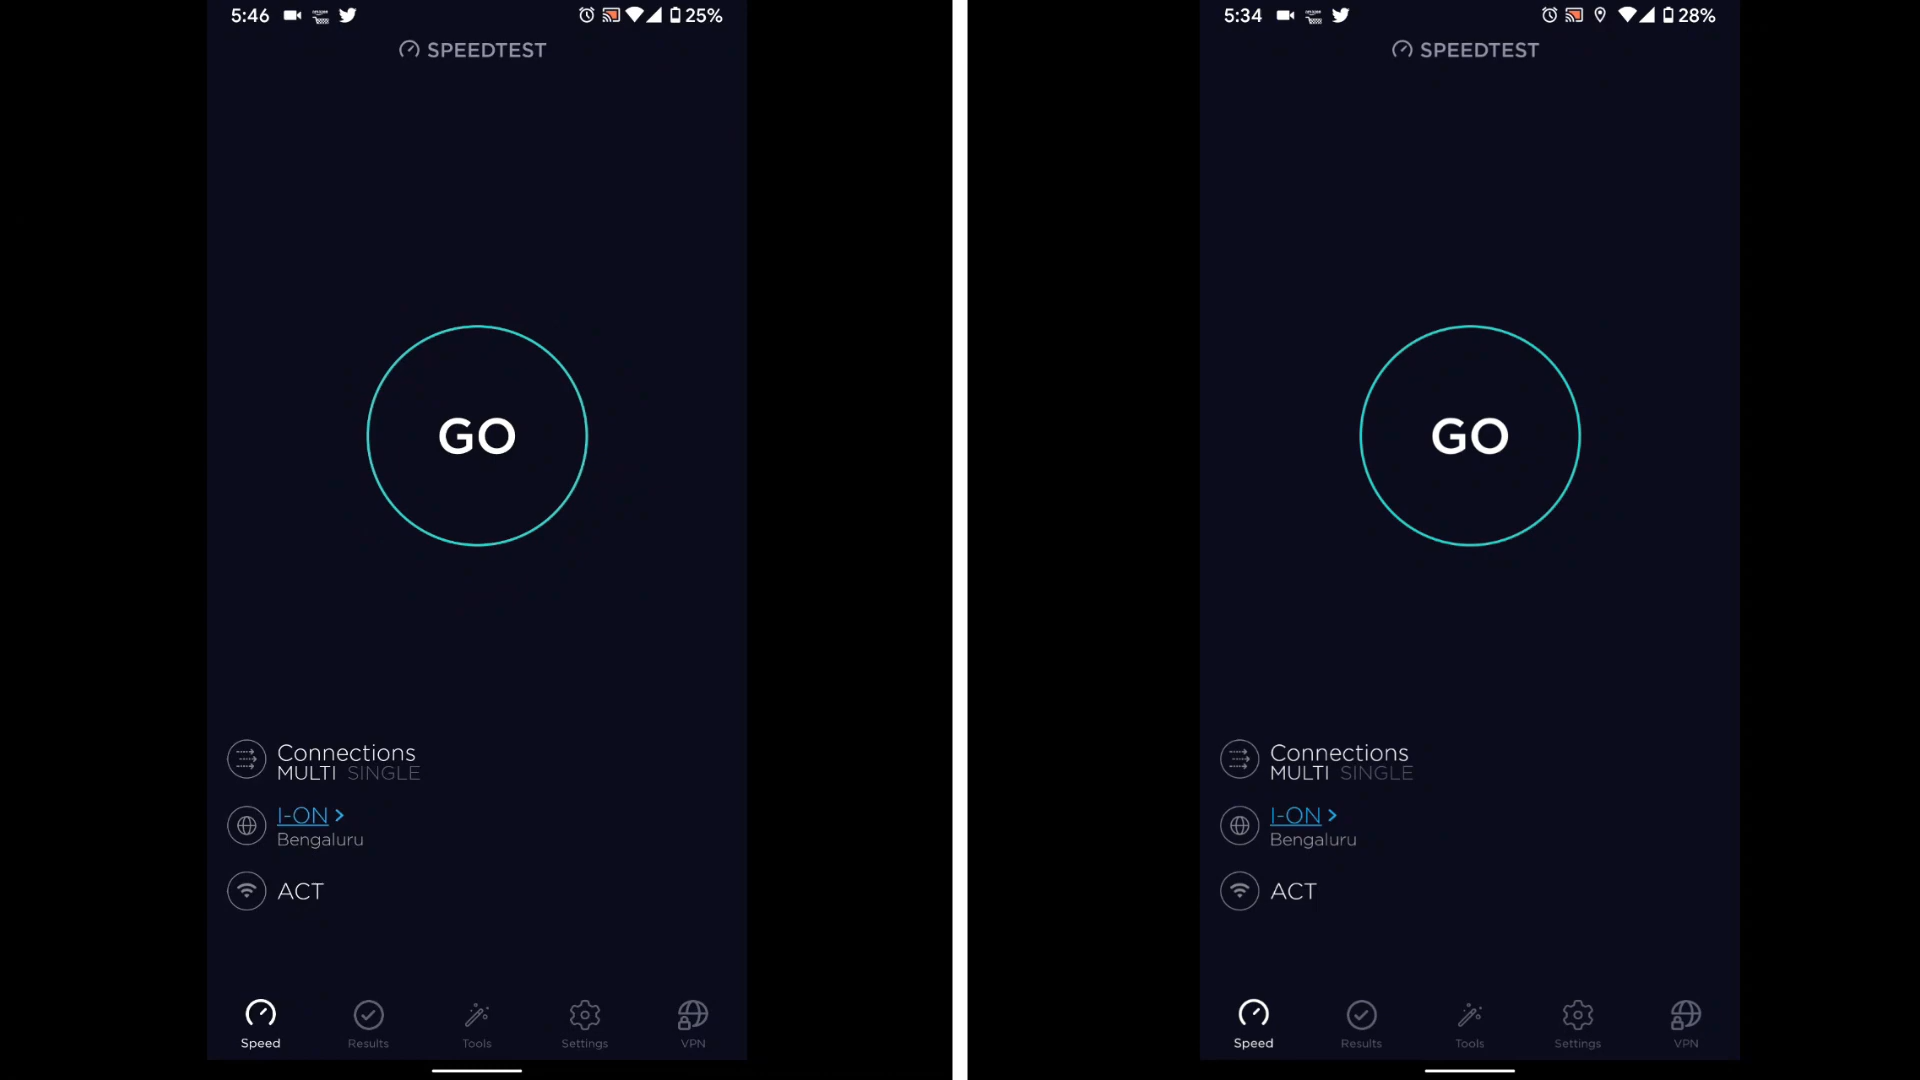 5:46 25%
SPEEDTEST
GO
Connections
MULTI SINGLE
I-ON >
Bengaluru
ACT
Speed Results Tools Settings VPN
5:34 28%
SPEEDTEST
GO
Connections
MULTI SINGLE
I-ON >
Bengaluru
ACT
Speed Results Tools Settings VPN